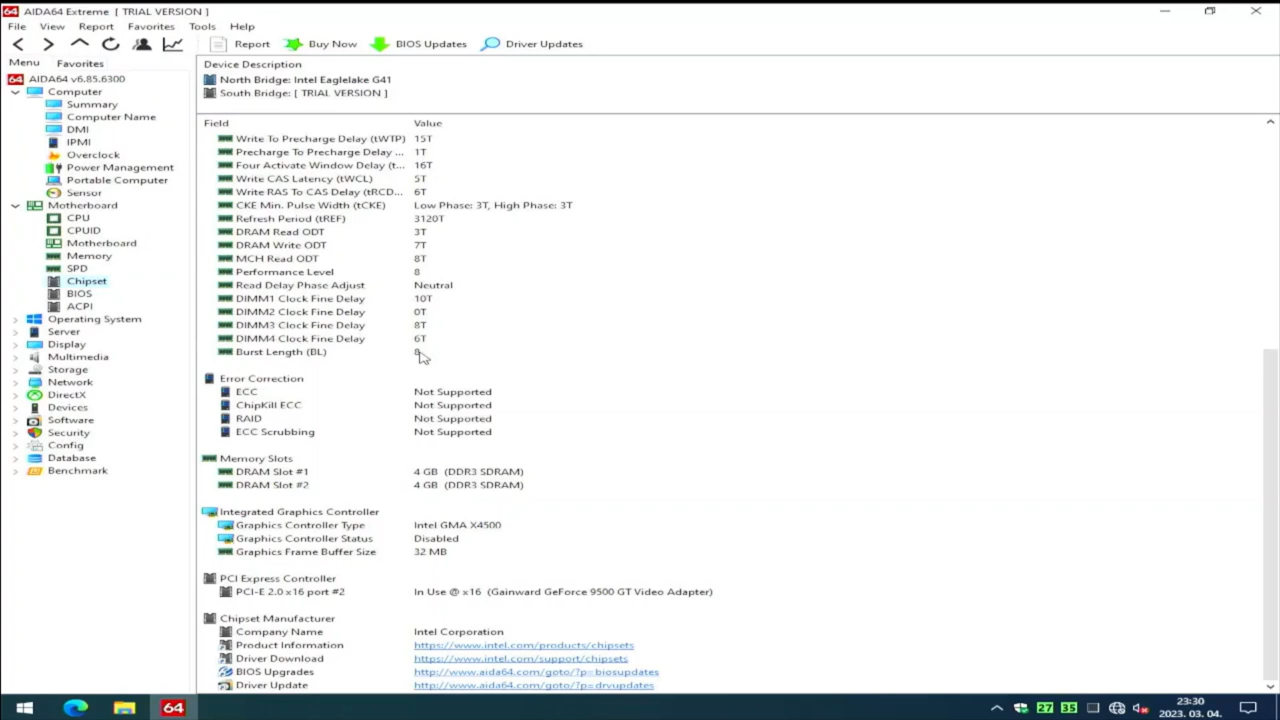 64 AIDA64 Extreme [ TRIAL VERSION ]
File View Report Favorites Tools Help
Report Buy Now BIOS Updates Driver Updates
Menu Favorites
64 AIDA64 v6.85.6300
Computer
Summary
Computer Name
DMI
IPMI
Overclock
Power Management
Portable Computer
Sensor
Motherboard
CPU
CPUID
Motherboard
Memory
SPD
Chipset
BIOS
ACPI
Operating System
Server
Display
Multimedia
Storage
Network
DirectX
Devices
Software
Security
Config
Database
Benchmark
Device Description
North Bridge: Intel Eaglelake G41
South Bridge: [ TRIAL VERSION ]
Field Value
Write To Precharge Delay (tWTP) 15T
Precharge To Precharge Delay ... 1T
Four Activate Window Delay (t... 16T
Write CAS Latency (tWCL) 5T
Write RAS To CAS Delay (tRCD... 6T
CKE Min. Pulse Width (tCKE) Low Phase: 3T, High Phase: 3T
Refresh Period (tREF) 3120T
DRAM Read ODT 3T
DRAM Write ODT 7T
MCH Read ODT 8T
Performance Level 8
Read Delay Phase Adjust Neutral
DIMM1 Clock Fine Delay 10T
DIMM2 Clock Fine Delay 0T
DIMM3 Clock Fine Delay 8T
DIMM4 Clock Fine Delay 6T
Burst Length (BL) 8
Error Correction
ECC Not Supported
ChipKill ECC Not Supported
RAID Not Supported
ECC Scrubbing Not Supported
Memory Slots
DRAM Slot #1 4 GB (DDR3 SDRAM)
DRAM Slot #2 4 GB (DDR3 SDRAM)
Integrated Graphics Controller
Graphics Controller Type Intel GMA X4500
Graphics Controller Status Disabled
Graphics Frame Buffer Size 32 MB
PCI Express Controller
PCI-E 2.0 x16 port #2 In Use @ x16 (Gainward GeForce 9500 GT Video Adapter)
Chipset Manufacturer
Company Name Intel Corporation
Product Information https://www.intel.com/products/chipsets
Driver Download https://www.intel.com/support/chipsets
BIOS Upgrades http://www.aida64.com/goto/?p=biosupdates
Driver Update http://www.aida64.com/goto/?p=drvupdates
64 27 35 23:30
2023. 03. 04.